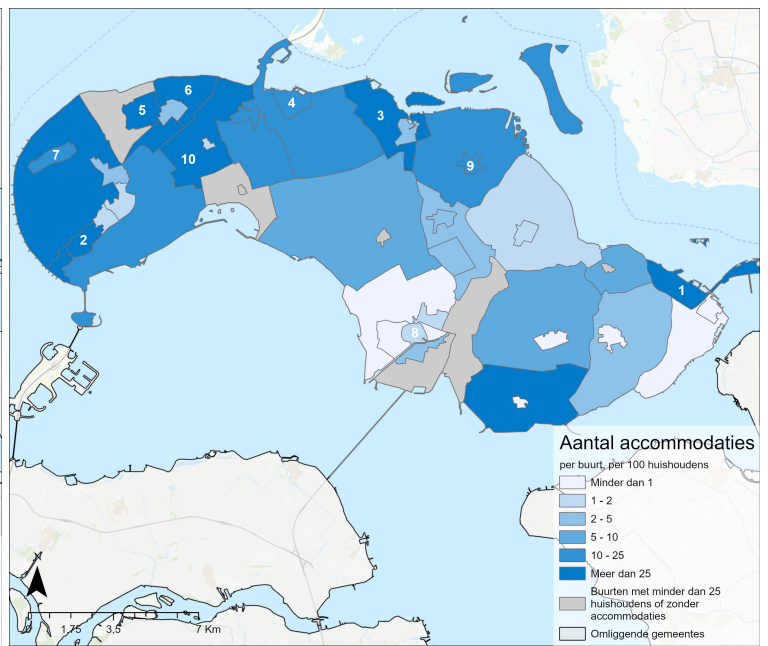 6
5
4
3
7
10
9
2
1
8
Aantal accommodaties
per buurt, per 100 huishoudens
Minder dan 1
1 - 2
2 - 5
5 - 10
10 - 25
Meer dan 25
Buurten met minder dan 25
huishoudens of zonder
accommodaties
Omliggende gemeentes
0 1,75 3,5 7 Km